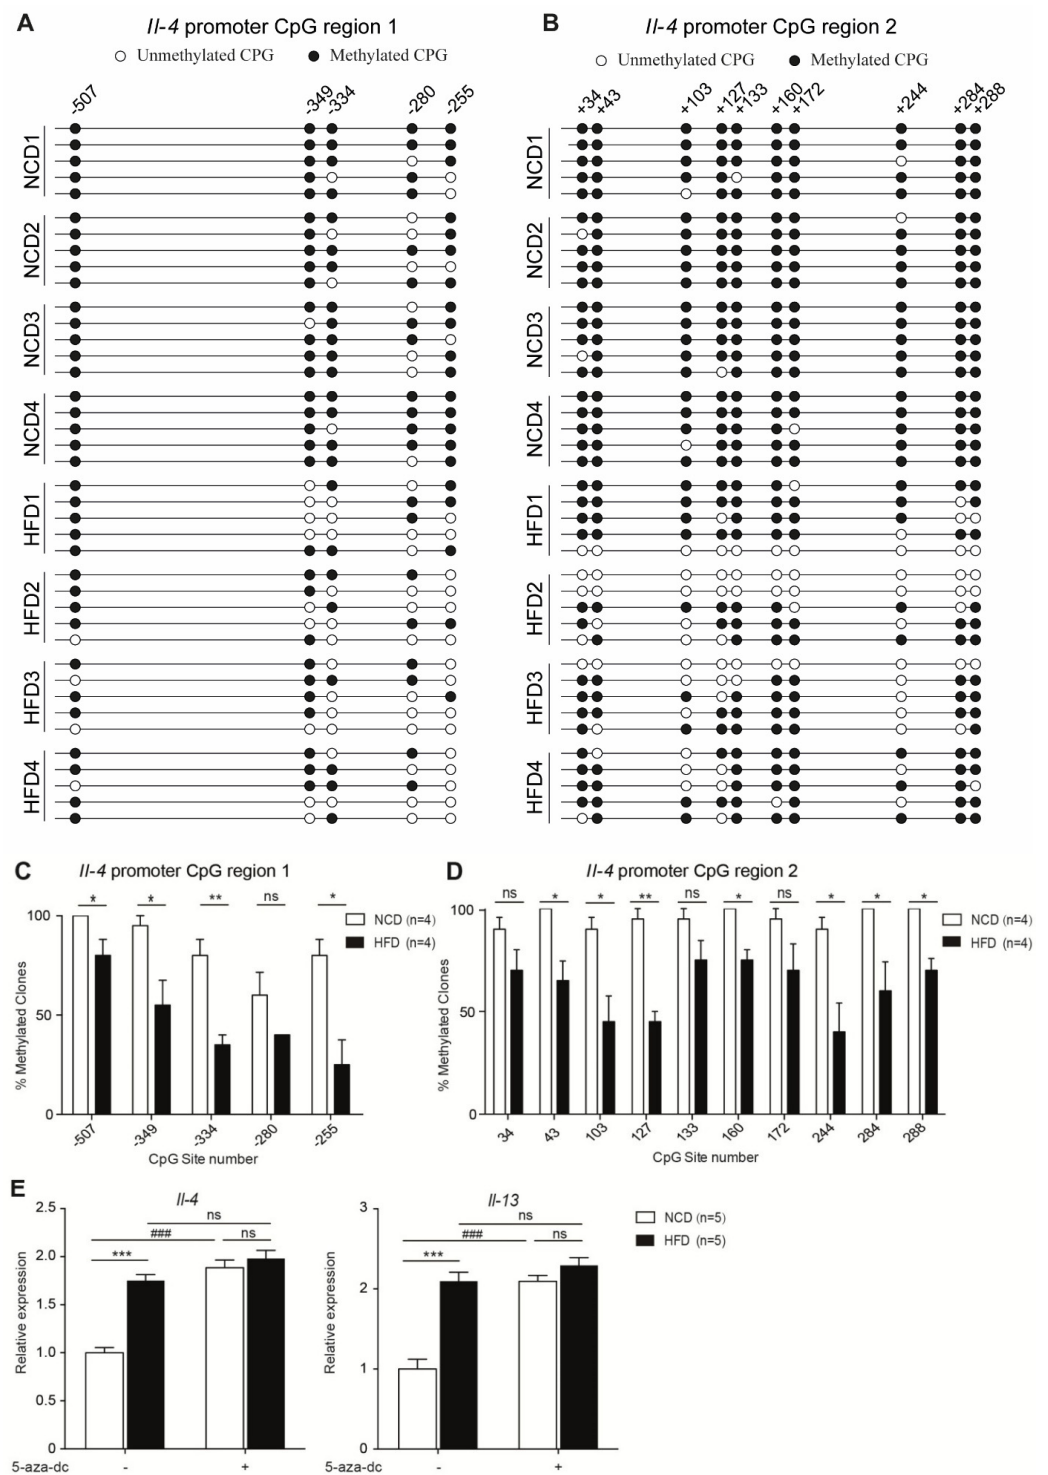 A
Il-4 promoter CpG region 1
Unmethylated CPG
Methylated CPG
-507
-349
-334
-280
-255
NCD1
NCD2
NCD3
NCD4
HFD1
HFD2
HFD3
HFD4
B
Il-4 promoter CpG region 2
Unmethylated CPG
Methylated CPG
+34
+43
+103
+127
+133
+160
+172
+244
+284
+288
NCD1
NCD2
NCD3
NCD4
HFD1
HFD2
HFD3
HFD4
C
Il-4 promoter CpG region 1
* * ** ns *
NCD (n=4)
HFD (n=4)
% Methylated Clones
100
50
0
-507 -349 -334 -280 -255
CpG Site number
D
Il-4 promoter CpG region 2
ns * * ** ns * ns * * *
NCD (n=4)
HFD (n=4)
% Methylated Clones
100
50
0
34 43 103 127 133 160 172 244 284 288
CpG Site number
E
Il-4
ns
### ns
***
Relative expression
2.5
2.0
1.5
1.0
0.5
0
5-aza-dc - +
Il-13
ns
### ns
***
Relative expression
3
2
1
0
5-aza-dc - +
NCD (n=5)
HFD (n=5)